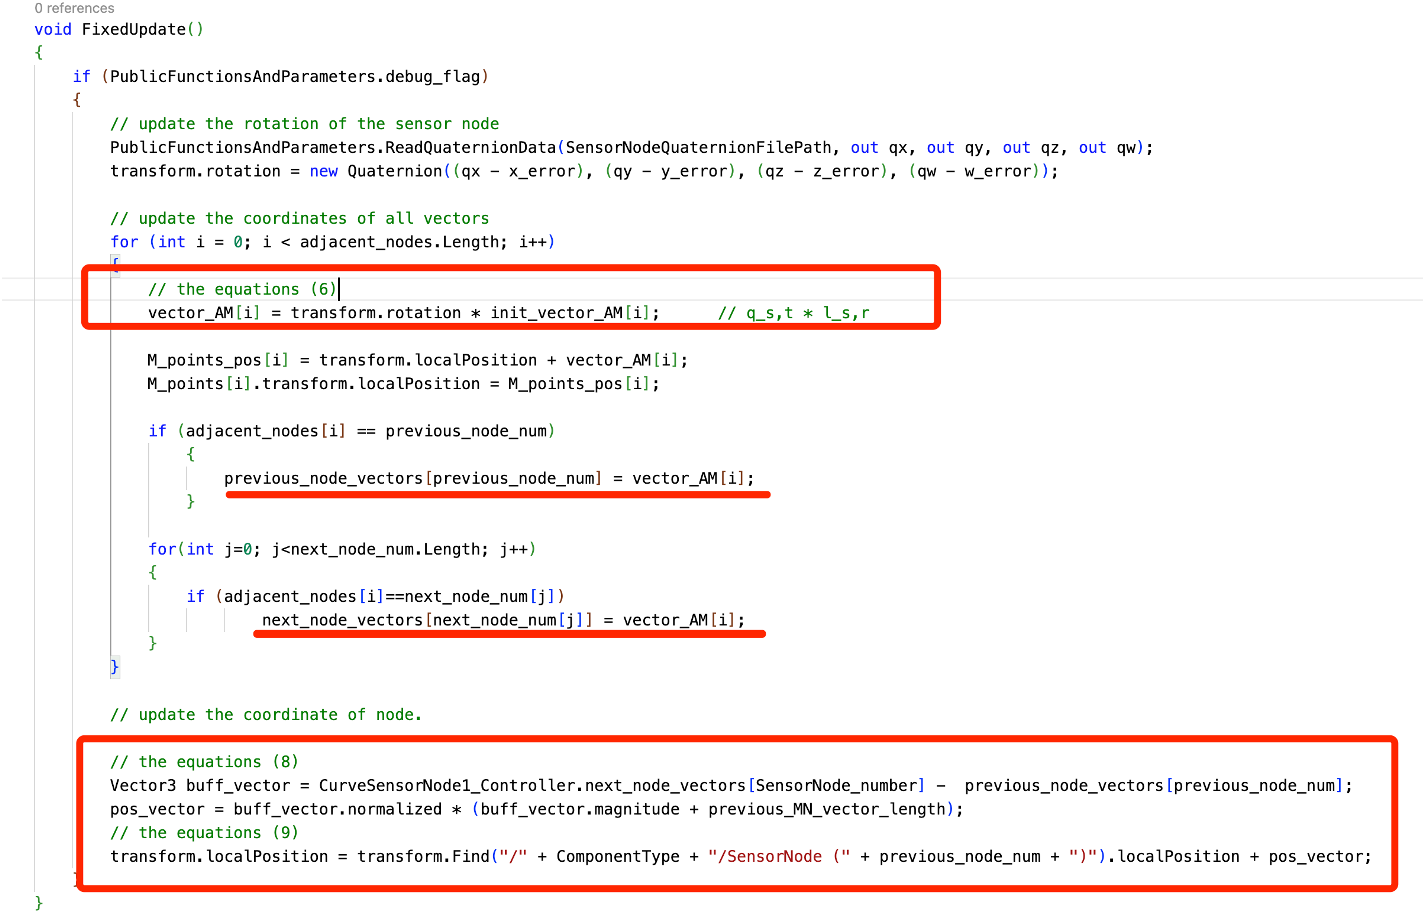 0 references
void FixedUpdate()
{
if (PublicFunctionsAndParameters.debug_flag)
{
// update the rotation of the sensor node
PublicFunctionsAndParameters.ReadQuaternionData(SensorNodeQuaternionFilePath, out qx, out qy, out qz, out qw);
transform.rotation = new Quaternion((qx - x_error), (qy - y_error), (qz - z_error), (qw - w_error));
// update the coordinates of all vectors
for (int i = 0; i < adjacent_nodes.Length; i++)
{
// the equations (6)
vector_AM[i] = transform.rotation * init_vector_AM[i]; // q_s,t * l_s,r
M_points_pos[i] = transform.localPosition + vector_AM[i];
M_points[i].transform.localPosition = M_points_pos[i];
if (adjacent_nodes[i] == previous_node_num)
{
previous_node_vectors[previous_node_num] = vector_AM[i];
}
for(int j=0; j<next_node_num.Length; j++)
{
if (adjacent_nodes[i]==next_node_num[j])
next_node_vectors[next_node_num[j]] = vector_AM[i];
}
}
// update the coordinate of node.
// the equations (8)
Vector3 buff_vector = CurveSensorNode1_Controller.next_node_vectors[SensorNode_number] - previous_node_vectors[previous_node_num];
pos_vector = buff_vector.normalized * (buff_vector.magnitude + previous_MN_vector_length);
// the equations (9)
transform.localPosition = transform.Find("/" + ComponentType + "/SensorNode (" + previous_node_num + ")").localPosition + pos_vector;
}
}